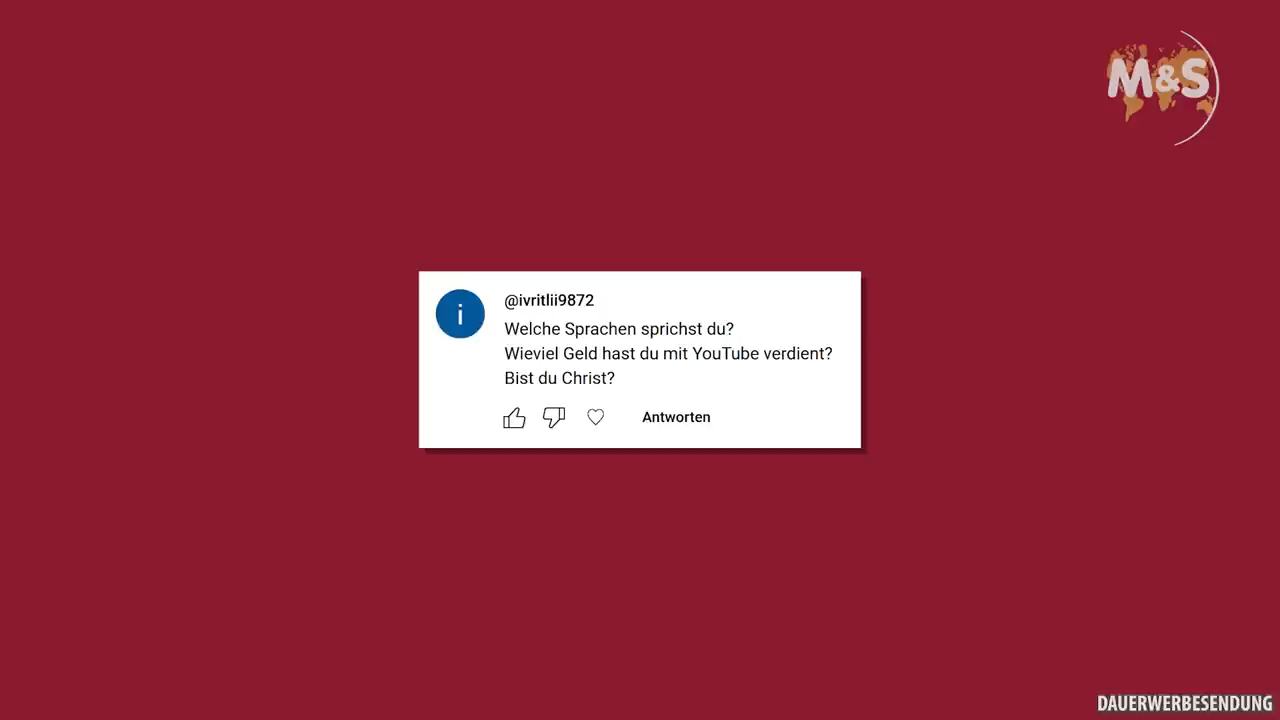 M&S
@ivritlii9872
Welche Sprachen sprichst du?
Wieviel Geld hast du mit YouTube verdient?
Bist du Christ?
Antworten
DAUERWERBESENDUNG